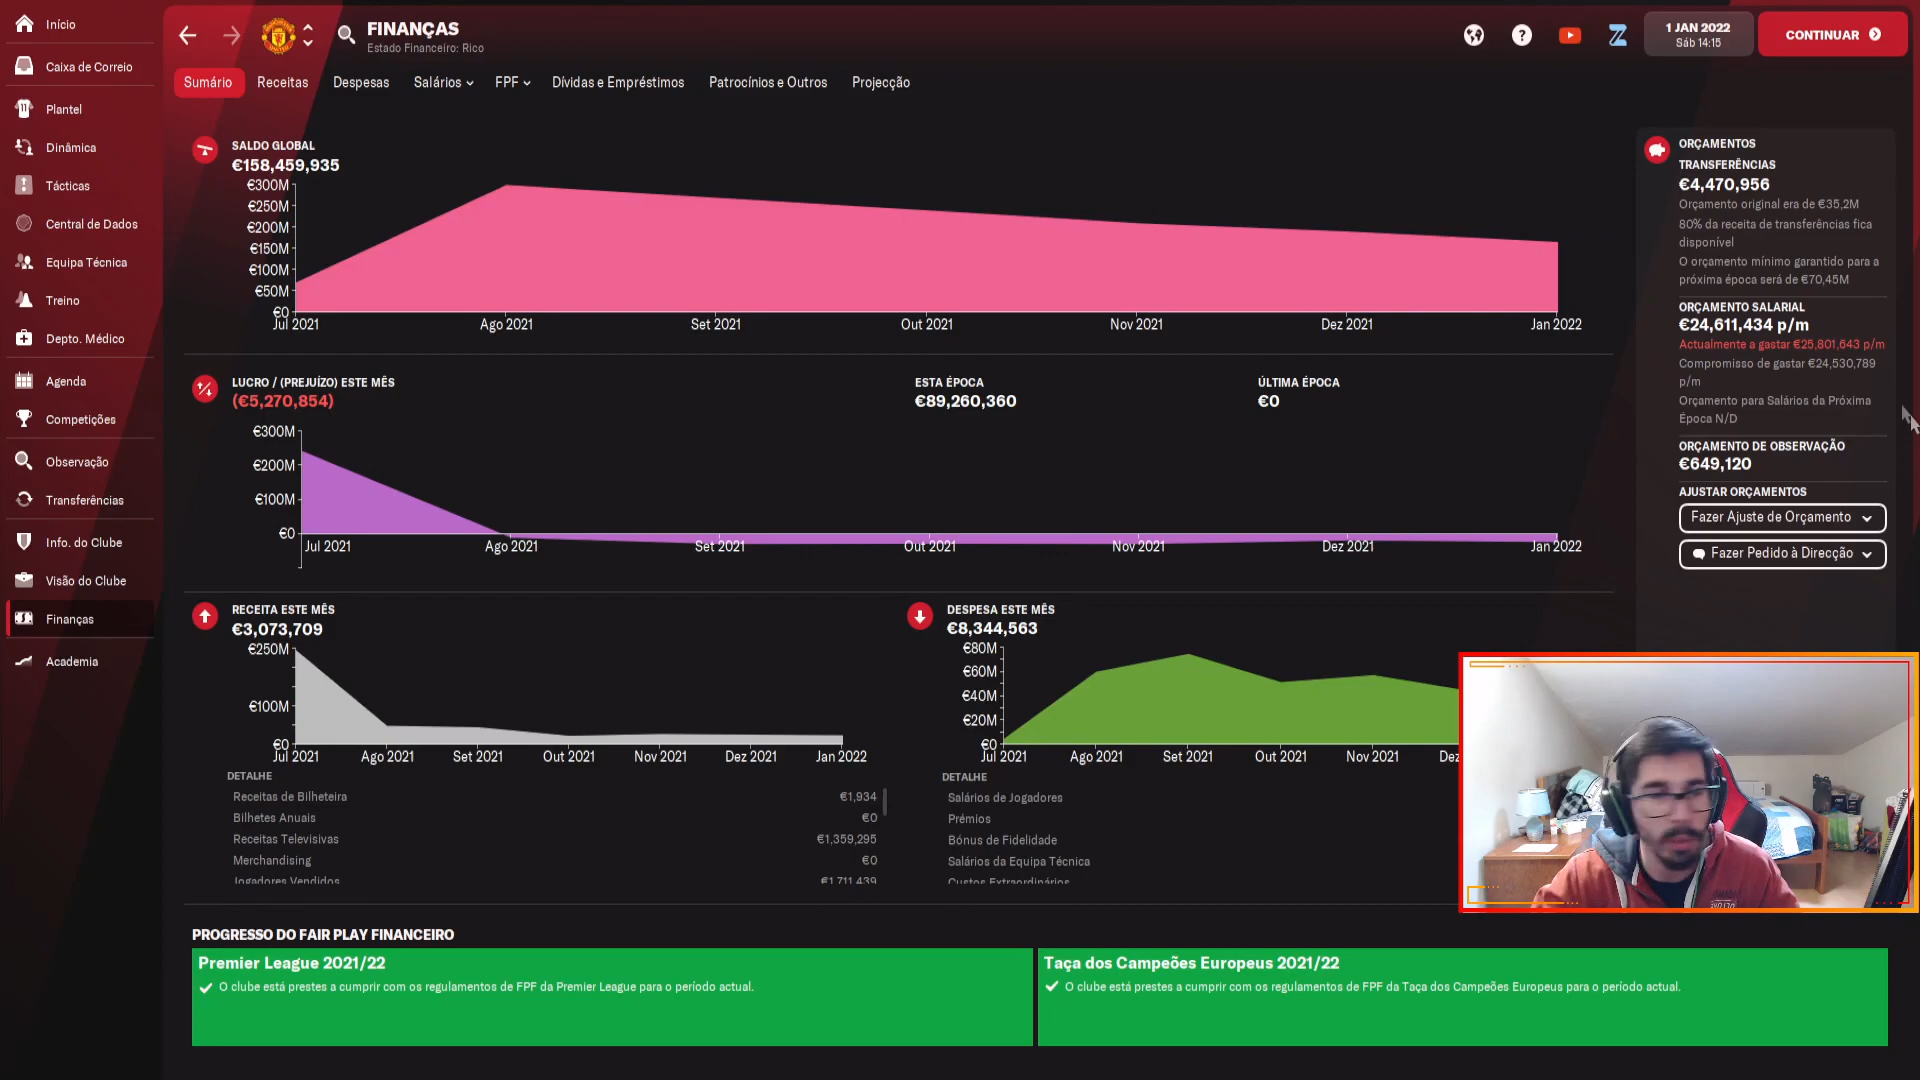 Início
Caixa de Correio
Plantel
Dinâmica
Tácticas
Central de Dados
Equipa Técnica
Treino
Depto. Médico
Agenda
Competições
Observação
Transferências
Info. do Clube
Visão do Clube
Finanças
Academia
FINANÇAS
Estado Financeiro: Rico
1 JAN 2022
Sáb 14:15
CONTINUAR
Sumário
Receitas
Despesas
Salários
FPF
Dívidas e Empréstimos
Patrocínios e Outros
Projecção
SALDO GLOBAL
€158,459,935
€300M
€250M
€200M
€150M
€100M
€50M
€0
Jul 2021
Ago 2021
Set 2021
Out 2021
Nov 2021
Dez 2021
Jan 2022
LUCRO / (PREJUÍZO) ESTE MÊS
(€5,270,854)
ESTA ÉPOCA
€89,260,360
ÚLTIMA ÉPOCA
€0
€300M
€200M
€100M
€0
Jul 2021
Ago 2021
Set 2021
Out 2021
Nov 2021
Dez 2021
Jan 2022
RECEITA ESTE MÊS
€3,073,709
€250M
€100M
€0
Jul 2021
Ago 2021
Set 2021
Out 2021
Nov 2021
Dez 2021
Jan 2022
DETALHE
Receitas de Bilheteira €1,934
Bilhetes Anuais €0
Receitas Televisivas €1,359,295
Merchandising €0
Jogadores Vendidos €1,711,439
DESPESA ESTE MÊS
€8,344,563
€80M
€60M
€40M
€20M
€0
Jul 2021
Ago 2021
Set 2021
Out 2021
Nov 2021
DETALHE
Salários de Jogadores
Prémios
Bónus de Fidelidade
Salários da Equipa Técnica
Custos Extraordinários
ORÇAMENTOS
TRANSFERÊNCIAS
€4,470,956
Orçamento original era de €35,2M
80% da receita de transferências fica
disponível
O orçamento mínimo garantido para a
próxima época será de €70,45M
ORÇAMENTO SALARIAL
€24,611,434 p/m
Actualmente a gastar €25,801,643 p/m
Compromisso de gastar €24,530,789
p/m
Orçamento para Salários da Próxima
Época N/D
ORÇAMENTO DE OBSERVAÇÃO
€649,120
AJUSTAR ORÇAMENTOS
Fazer Ajuste de Orçamento
Fazer Pedido à Direcção
PROGRESSO DO FAIR PLAY FINANCEIRO
Premier League 2021/22
O clube está prestes a cumprir com os regulamentos de FPF da Premier League para o período actual.
Taça dos Campeões Europeus 2021/22
O clube está prestes a cumprir com os regulamentos de FPF da Taça dos Campeões Europeus para o período actual.